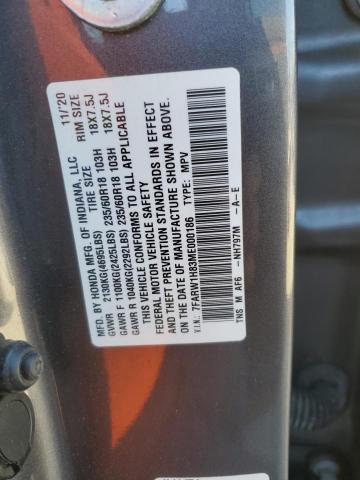 MFD. BY HONDA MFG. OF INDIANA, LLC 11/'20
TIRE SIZE RIM SIZE
GVWR 2130KG(4695LBS)
GAWR F 1100KG(2425LBS) 235/60R18 103H 18X7.5J
GAWR R 1040KG(2292LBS) 235/60R18 103H 18X7.5J
THIS VEHICLE CONFORMS TO ALL APPLICABLE
FEDERAL MOTOR VEHICLE SAFETY
AND THEFT PREVENTION STANDARDS IN EFFECT
ON THE DATE OF MANUFACTURE SHOWN ABOVE.
V.I.N. 7FARW1H83ME000186 TYPE: MPV
TNS M AF6 -NH797M -A-E